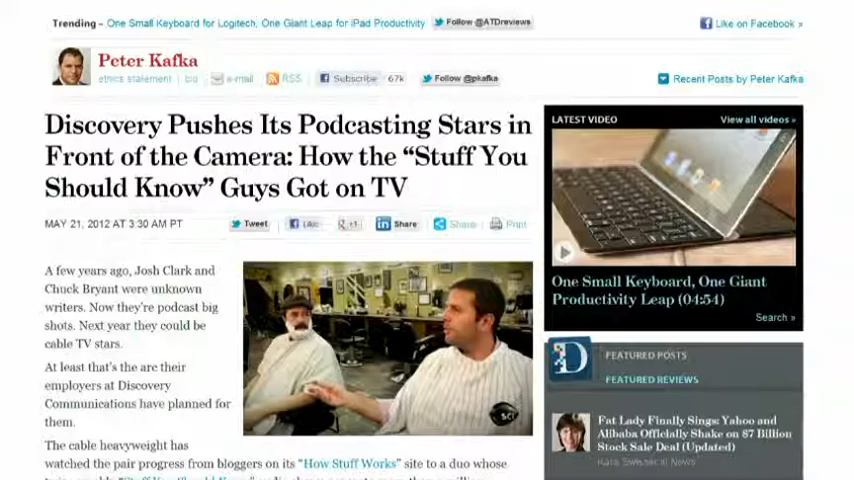 Trending - One Small Keyboard for Logitech, One Giant Leap for iPad Productivity
Follow @ATDreviews
Like on Facebook »
Peter Kafka
ethics statement | bio
e-mail
RSS
Subscribe
67k
Follow @pkafka
Recent Posts by Peter Kafka
Discovery Pushes Its Podcasting Stars in
Front of the Camera: How the “Stuff You
Should Know” Guys Got on TV
MAY 21, 2012 AT 3:30 AM PT
Tweet
Like
+1
Share
Share
Print
A few years ago, Josh Clark and
Chuck Bryant were unknown
writers. Now they're podcast big
shots. Next year they could be
cable TV stars.
At least that's the are their
employers at Discovery
Communications have planned for
them.
The cable heavyweight has
watched the pair progress from bloggers on its “How Stuff Works” site to a duo whose
SCI
LATEST VIDEO
View all videos »
One Small Keyboard, One Giant
Productivity Leap (04:54)
Search »
D
FEATURED POSTS
FEATURED REVIEWS
Fat Lady Finally Sings: Yahoo and
Alibaba Officially Shake on $7 Billion
Stock Sale Deal (Updated)
Kara Swisher in News